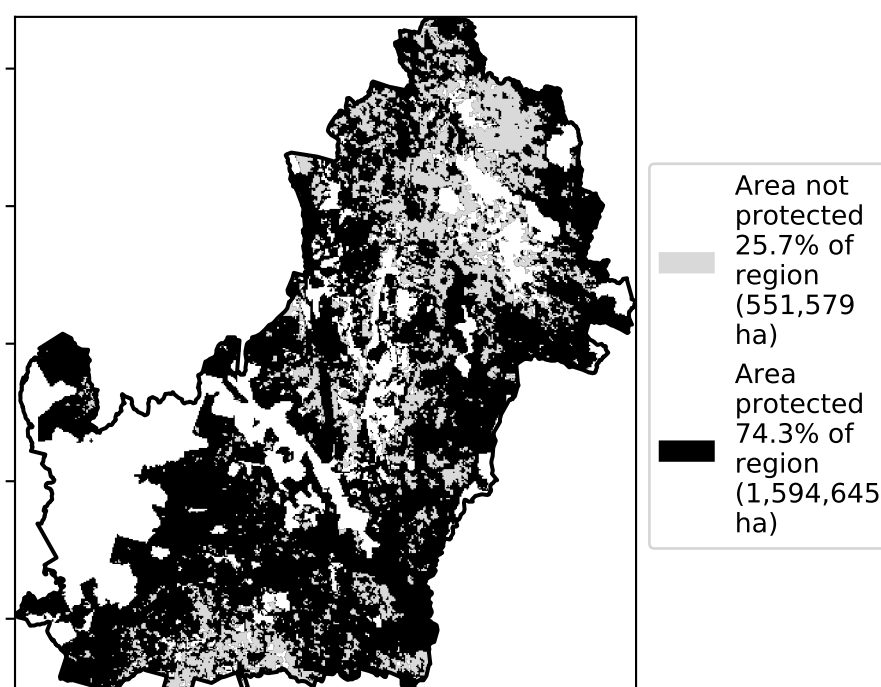 Area not
protected
25.7% of
region
(551,579
ha)
Area
protected
74.3% of
region
(1,594,645
ha)